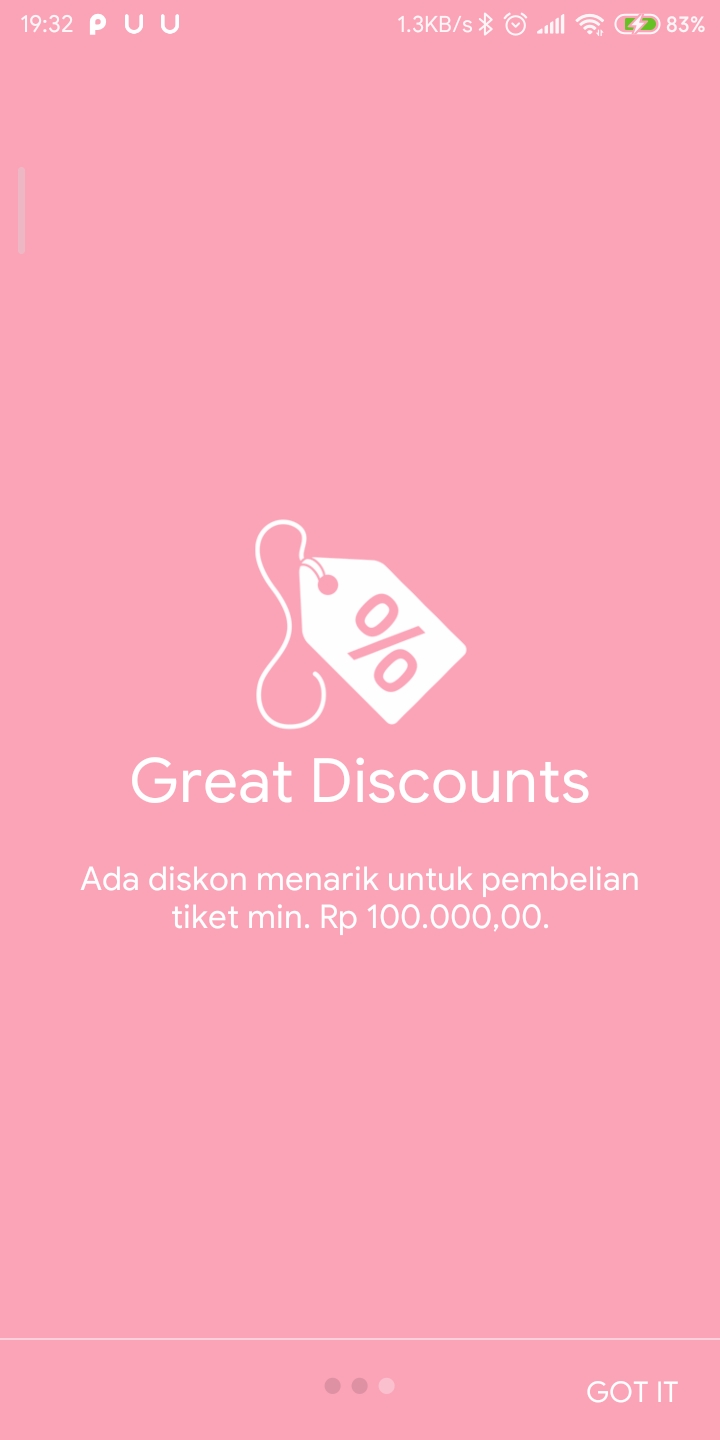 19:32 P U U 1.3KB/s 83%
%
Great Discounts
Ada diskon menarik untuk pembelian
tiket min. Rp 100.000,00.
GOT IT